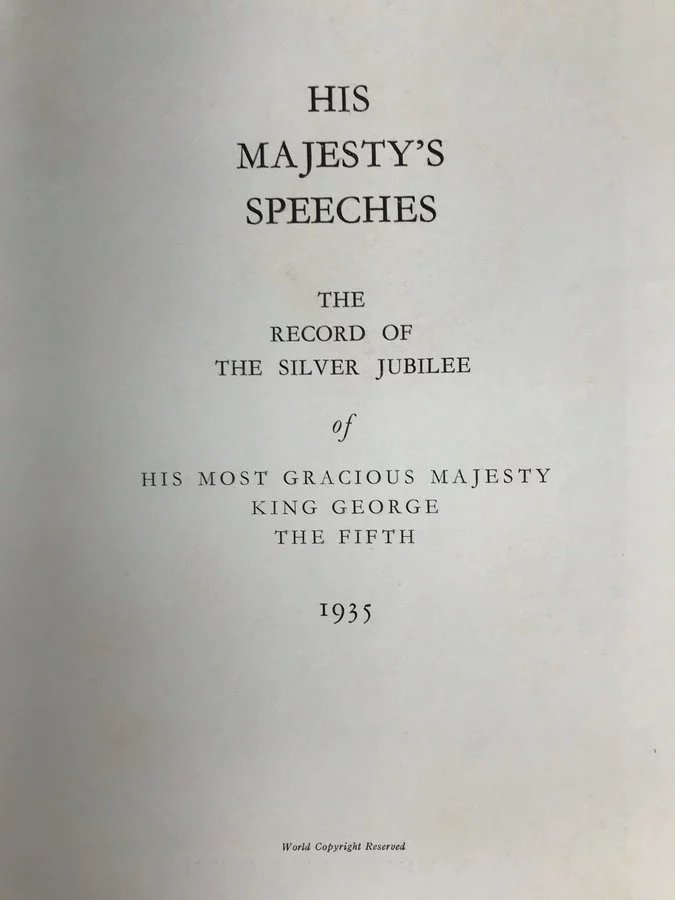 HIS
MAJESTY'S
SPEECHES
THE
RECORD OF
THE SILVER JUBILEE
of
HIS MOST GRACIOUS MAJESTY
KING GEORGE
THE FIFTH
1935
World Copyright Reserved